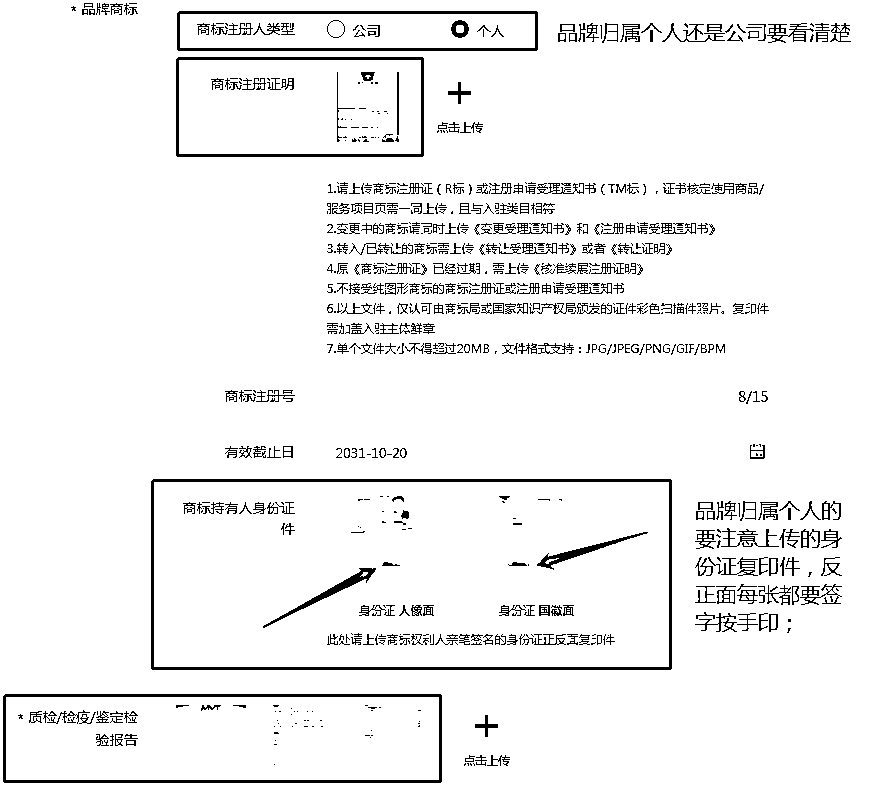 * 品牌商标
商标注册人类型 公司 个人
品牌归属个人还是公司要看清楚
商标注册证明
点击上传
1.请上传商标注册证（R标）或注册申请受理通知书（TM标），证书核定使用商品/
服务项目页需一同上传，且与入驻类目相符
2.变更中的商标请同时上传《变更受理通知书》和《注册申请受理通知书》
3.转入/已转让的商标需上传《转让受理通知书》或者《转让证明》
4.原《商标注册证》已经过期，需上传《核准续展注册证明》
5.不接受纯图形商标的商标注册证或注册申请受理通知书
6.以上文件，仅认可由商标局或国家知识产权局颁发的证件彩色扫描件照片。复印件
需加盖入驻主体鲜章
7.单个文件大小不得超过20MB，文件格式支持：JPG/JPEG/PNG/GIF/BPM
商标注册号
8/15
有效截止日
2031-10-20
商标持有人身份证
件
身份证 人像面
身份证 国徽面
此处请上传商标权利人亲笔签名的身份证正反页复印件
品牌归属个人的
要注意上传的身
份证复印件，反
正面每张都要签
字按手印；
* 质检/检疫/鉴定检
验报告
点击上传